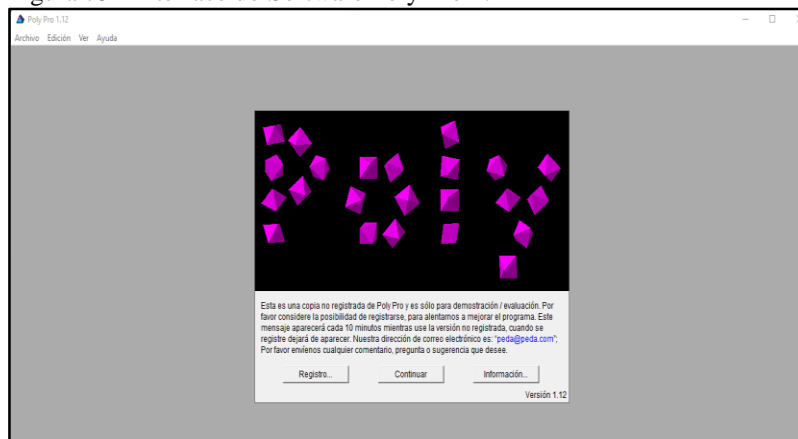 Poly Pro 1.12
Archivo Edición Ver Ayuda
Esta es una copia no registrada de Poly Pro y es sólo para demostración / evaluación. Por
favor considere la posibilidad de registrarse, para alentarnos a mejorar el programa. Este
mensaje aparecerá cada 10 minutos mientras use la versión no registrada, cuando se
registre dejará de aparecer. Nuestra dirección de correo electrónico es: "peda@peda.com";
Por favor envíenos cualquier comentario, pregunta o sugerencia que desee.
Registro... Continuar Información...
Versión 1.12